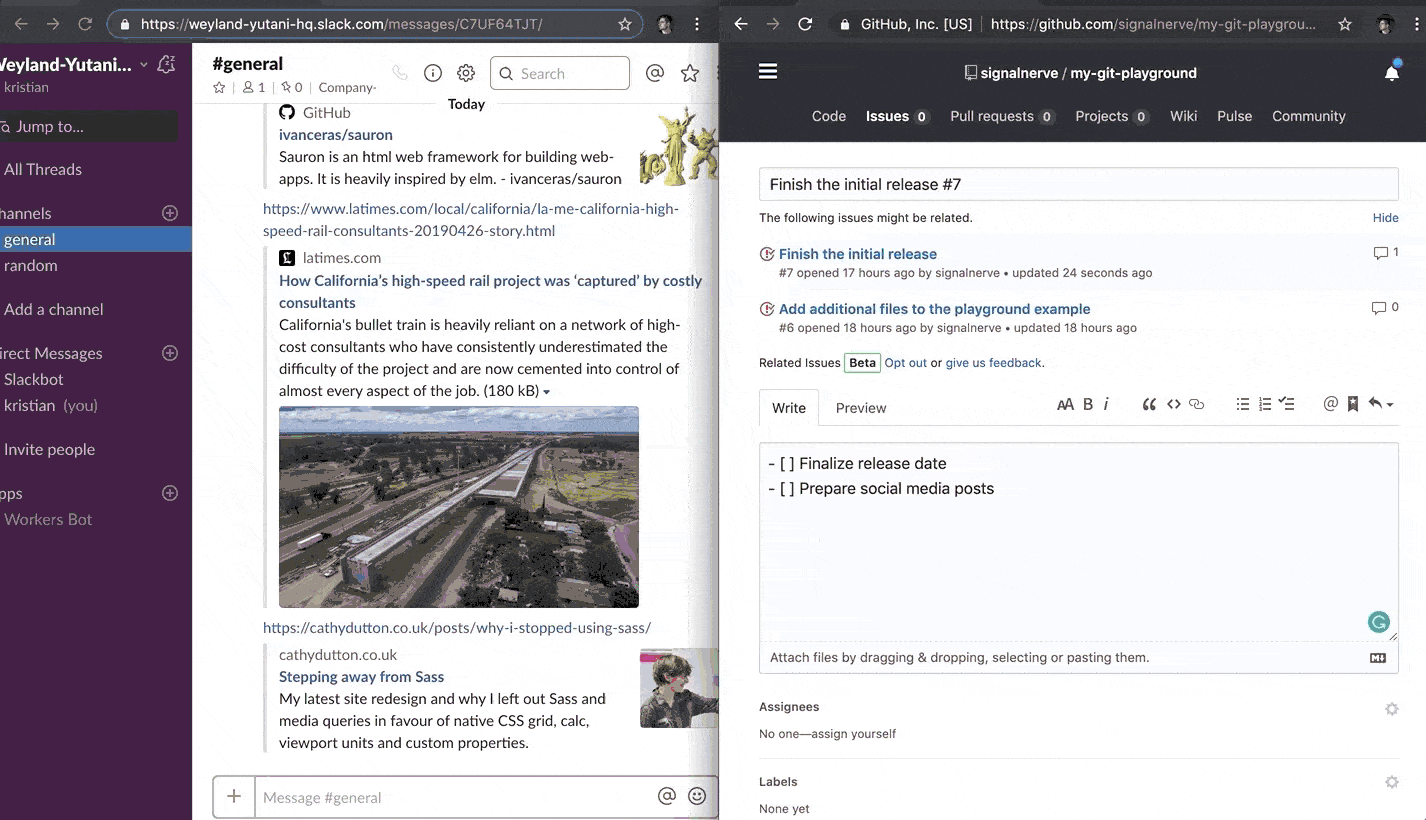 https://weyland-yutani-hq.slack.com/messages/C7UF64TJT/
Weyland-Yutani...
kristian
Jump to...
All Threads
hannels
general
random
Add a channel
irect Messages
Slackbot
kristian (you)
Invite people
pps
Workers Bot
#general
1
0
Company-
Search
Today
GitHub
ivanceras/sauron
Sauron is an html web framework for building web-
apps. It is heavily inspired by elm. - ivanceras/sauron
https://www.latimes.com/local/california/la-me-california-high-
speed-rail-consultants-20190426-story.html
latimes.com
How California's high-speed rail project was ‘captured’ by costly
consultants
California's bullet train is heavily reliant on a network of high-
cost consultants who have consistently underestimated the
difficulty of the project and are now cemented into control of
almost every aspect of the job. (180 kB)
https://cathydutton.co.uk/posts/why-i-stopped-using-sass/
cathydutton.co.uk
Stepping away from Sass
My latest site redesign and why I left out Sass and
media queries in favour of native CSS grid, calc,
viewport units and custom properties.
Message #general
GitHub, Inc. [US]
https://github.com/signalnerve/my-git-playgrou...
signalnerve / my-git-playground
Code Issues 0 Pull requests 0 Projects 0 Wiki Pulse Community
Finish the initial release #7
The following issues might be related.
Hide
Finish the initial release
1
#7 opened 17 hours ago by signalnerve • updated 24 seconds ago
Add additional files to the playground example
0
#6 opened 18 hours ago by signalnerve • updated 18 hours ago
Related Issues Beta Opt out or give us feedback.
Write
Preview
AA B i
- [ ] Finalize release date
- [ ] Prepare social media posts
Attach files by dragging & dropping, selecting or pasting them.
Assignees
No one—assign yourself
Labels
None yet